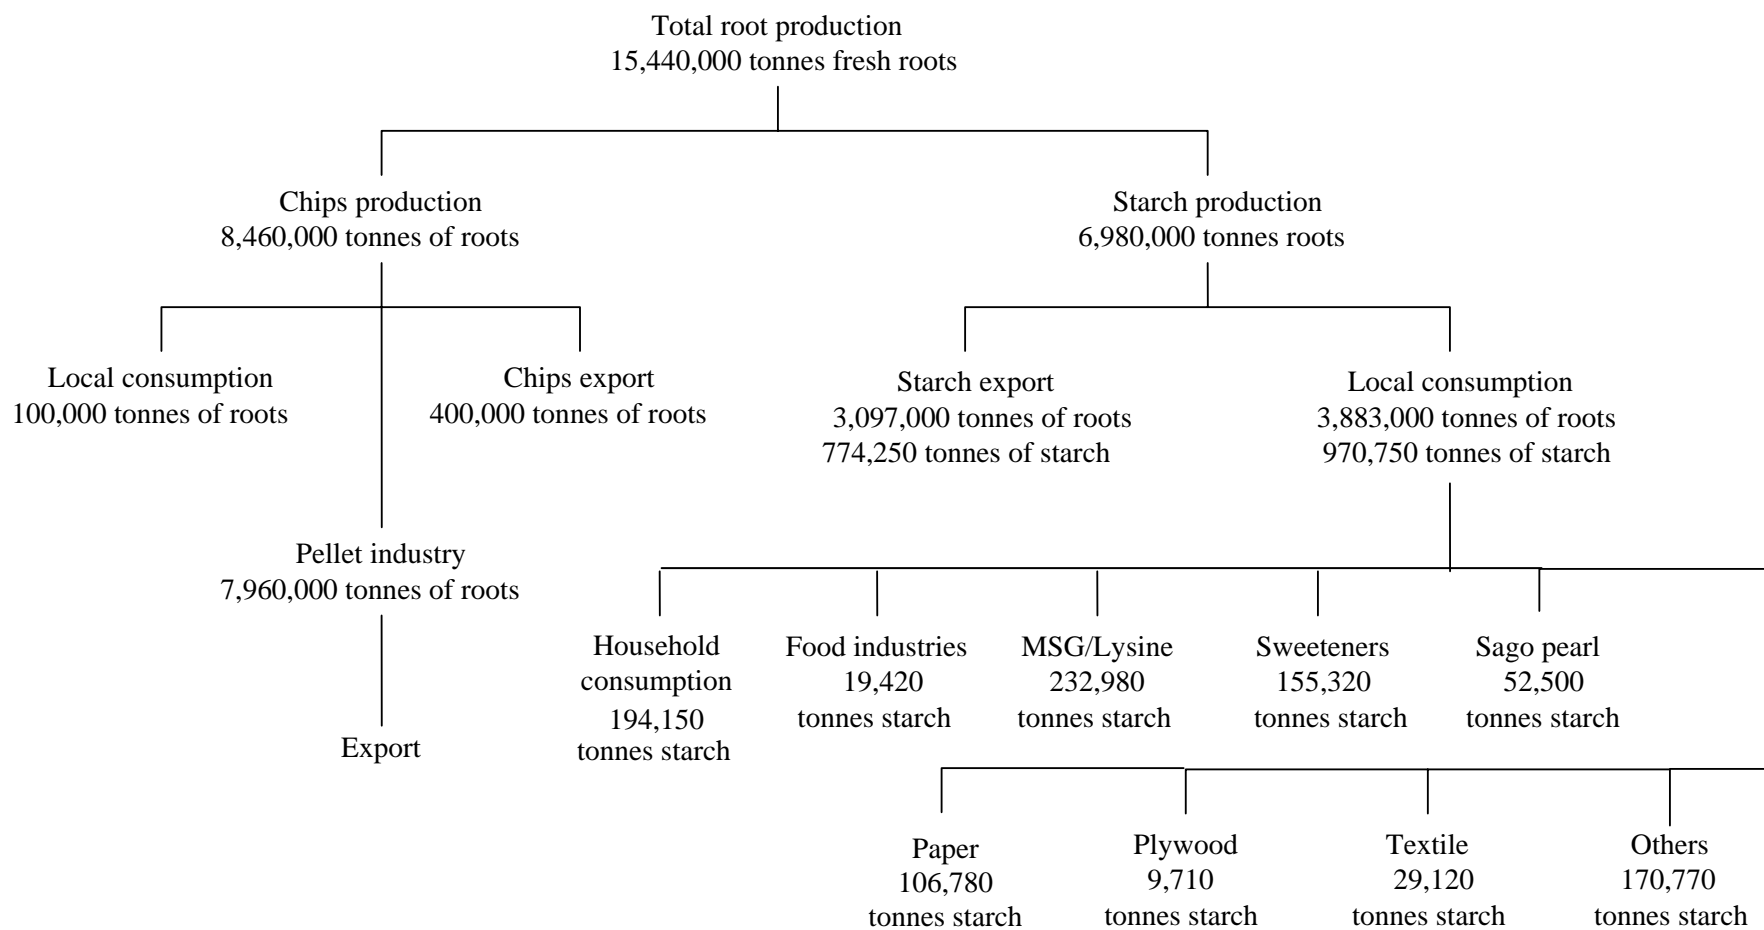 Total root production
15,440,000 tonnes fresh roots
Chips production
8,460,000 tonnes of roots
Starch production
6,980,000 tonnes roots
Local consumption
100,000 tonnes of roots
Chips export
400,000 tonnes of roots
Starch export
3,097,000 tonnes of roots
774,250 tonnes of starch
Local consumption
3,883,000 tonnes of roots
970,750 tonnes of starch
Pellet industry
7,960,000 tonnes of roots
Export
Household
consumption
194,150
tonnes starch
Food industries
19,420
tonnes starch
MSG/Lysine
232,980
tonnes starch
Sweeteners
155,320
tonnes starch
Sago pearl
52,500
tonnes starch
Paper
106,780
tonnes starch
Plywood
9,710
tonnes starch
Textile
29,120
tonnes starch
Others
170,770
tonnes starch